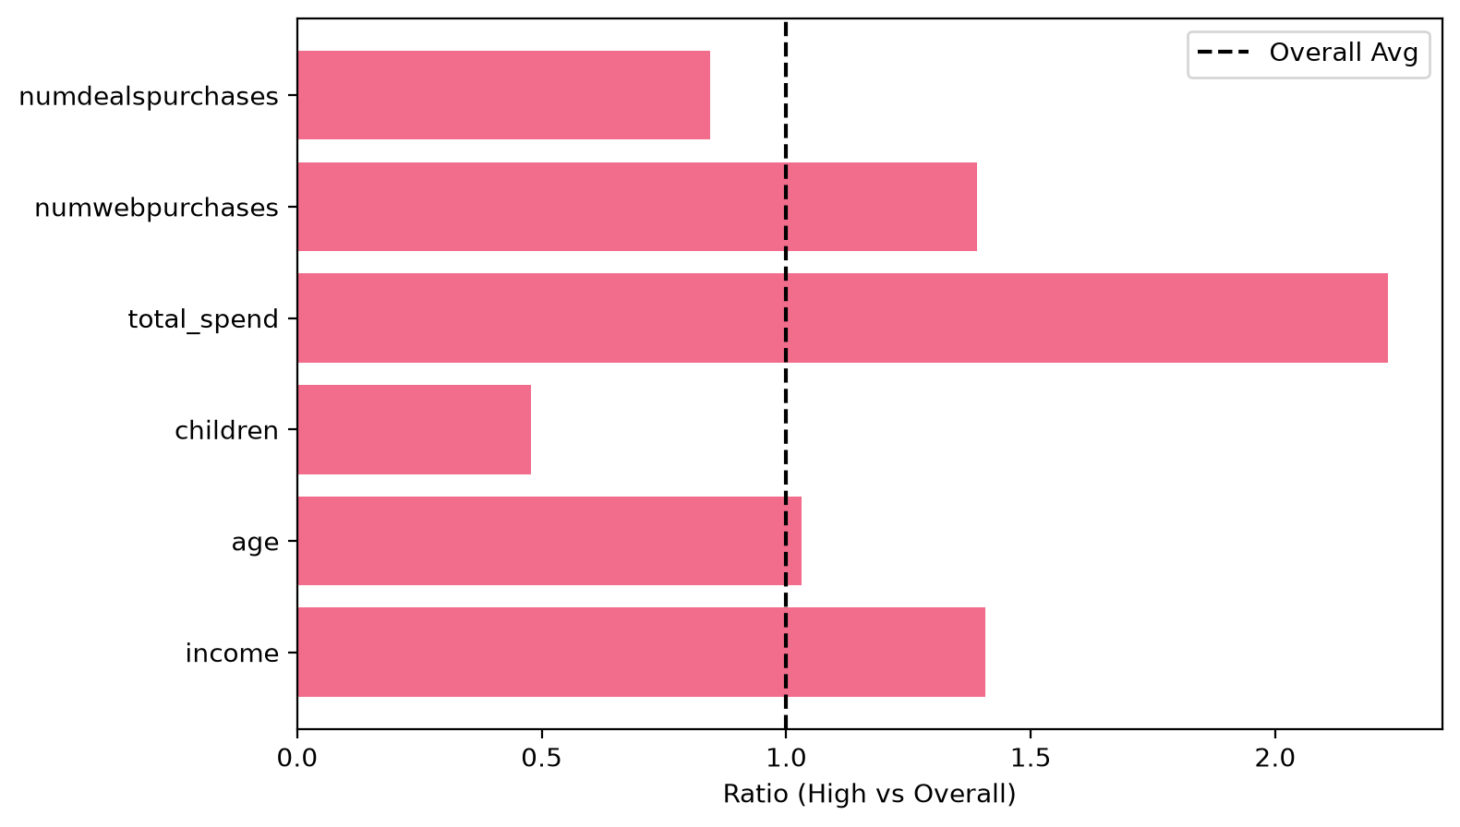 Overall Avg
numdealspurchases
numwebpurchases
total_spend
children
age
income
0.0 0.5 1.0 1.5 2.0
Ratio (High vs Overall)